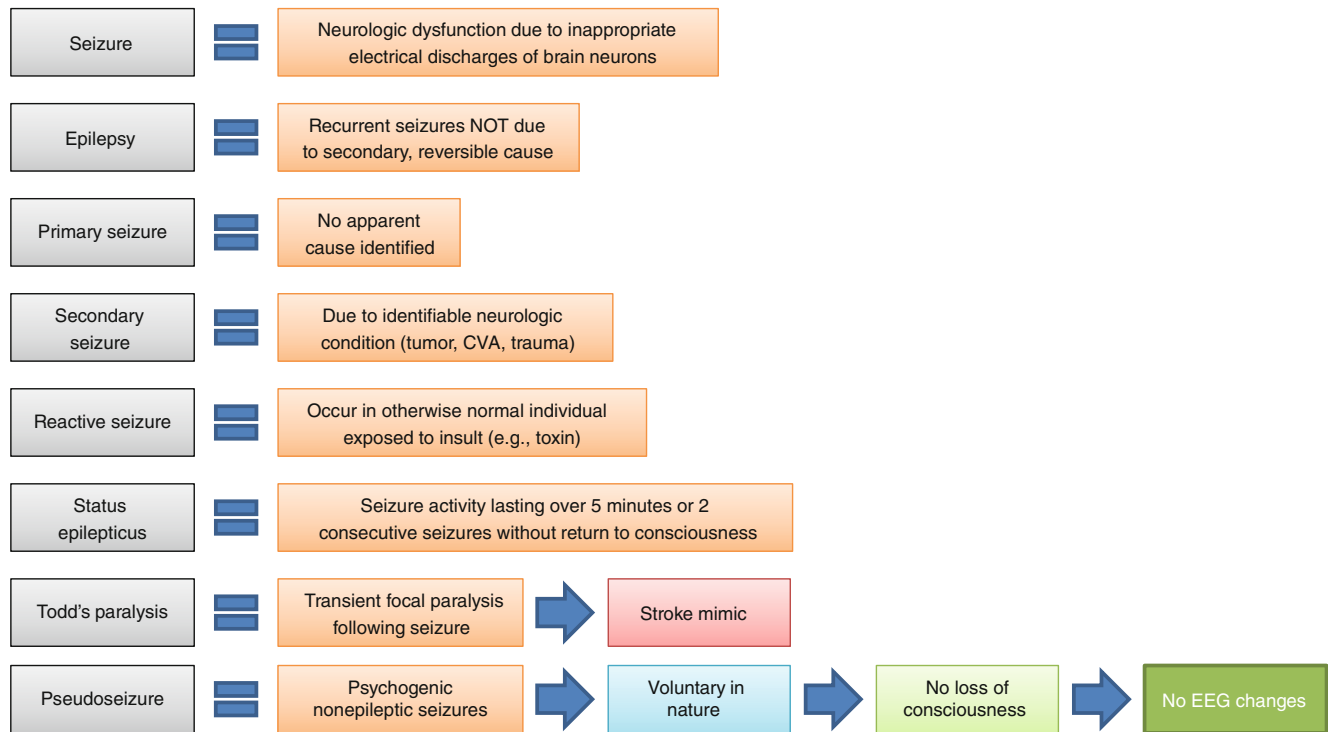 Seizure
Neurologic dysfunction due to inappropriate
electrical discharges of brain neurons
Epilepsy
Recurrent seizures NOT due
to secondary, reversible cause
Primary seizure
No apparent
cause identified
Secondary
seizure
Due to identifiable neurologic
condition (tumor, CVA, trauma)
Reactive seizure
Occur in otherwise normal individual
exposed to insult (e.g., toxin)
Status
epilepticus
Seizure activity lasting over 5 minutes or 2
consecutive seizures without return to consciousness
Todd's paralysis
Transient focal paralysis
following seizure
Stroke mimic
Pseudoseizure
Psychogenic
nonepileptic seizures
Voluntary in
nature
No loss of
consciousness
No EEG changes